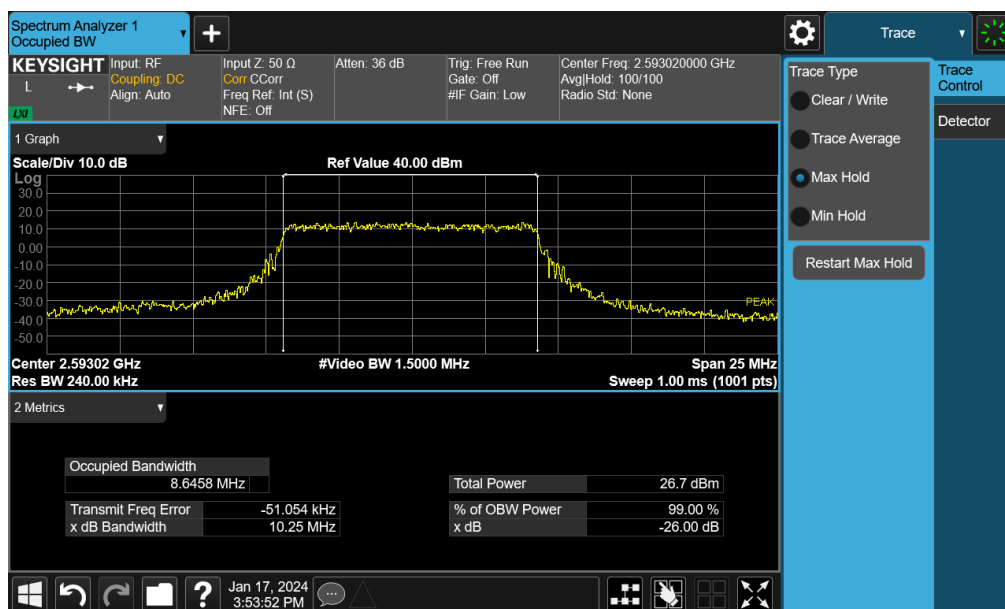 Spectrum Analyzer 1
Occupied BW
+
Trace
KEYSIGHT
L
LXI
Input: RF
Coupling: DC
Align: Auto
Input Z: 50 Ω
Corr CCorr
Freq Ref: Int (S)
NFE: Off
Atten: 36 dB
Trig: Free Run
Gate: Off
#IF Gain: Low
Center Freq: 2.593020000 GHz
Avg|Hold: 100/100
Radio Std: None
1 Graph
Scale/Div 10.0 dB
Ref Value 40.00 dBm
Log
30.0
20.0
10.0
0.00
-10.0
-20.0
-30.0
-40.0
-50.0
PEAK
Center 2.59302 GHz
#Video BW 1.5000 MHz
Span 25 MHz
Res BW 240.00 kHz
Sweep 1.00 ms (1001 pts)
2 Metrics
Occupied Bandwidth
8.6458 MHz
Total Power 26.7 dBm
Transmit Freq Error -51.054 kHz
% of OBW Power 99.00 %
x dB Bandwidth 10.25 MHz
x dB -26.00 dB
Trace Type
Clear / Write
Trace Average
Max Hold
Min Hold
Restart Max Hold
Trace
Control
Detector
?
Jan 17, 2024
3:53:52 PM